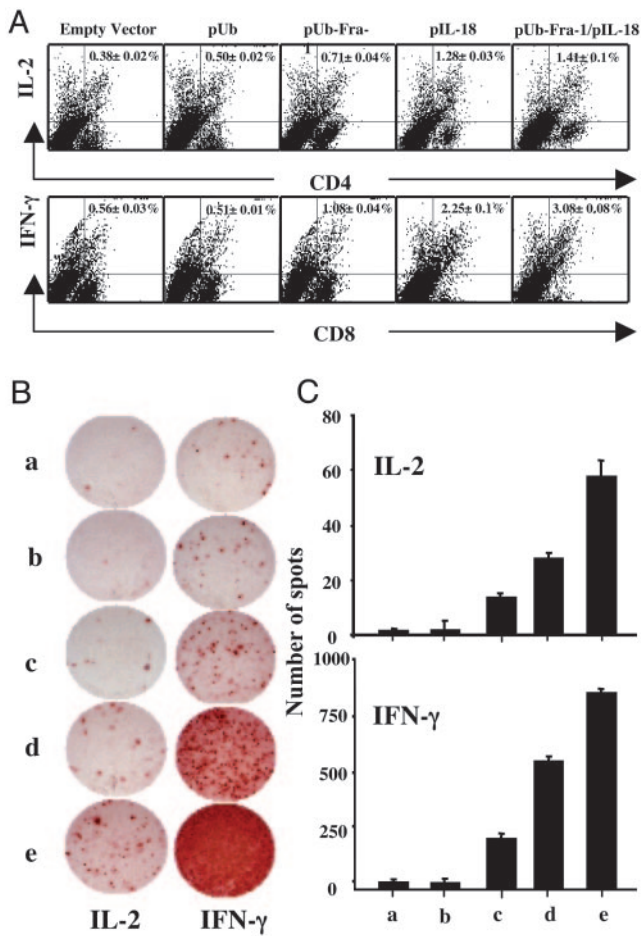 A
Empty Vector pUb pUb-Fra- pIL-18 pUb-Fra-1/pIL-18
IL-2
0.38± 0.02% 0.50± 0.02% 0.71± 0.04% 1.28± 0.03% 1.41± 0.1%
CD4
IFN-γ
0.56± 0.03% 0.51± 0.01% 1.08± 0.04% 2.25± 0.1% 3.08± 0.08%
CD8
B
a
b
c
d
e
IL-2 IFN-γ
C
Number of spots
IL-2
80
60
40
20
0
IFN-γ
1000
750
500
250
0
a b c d e